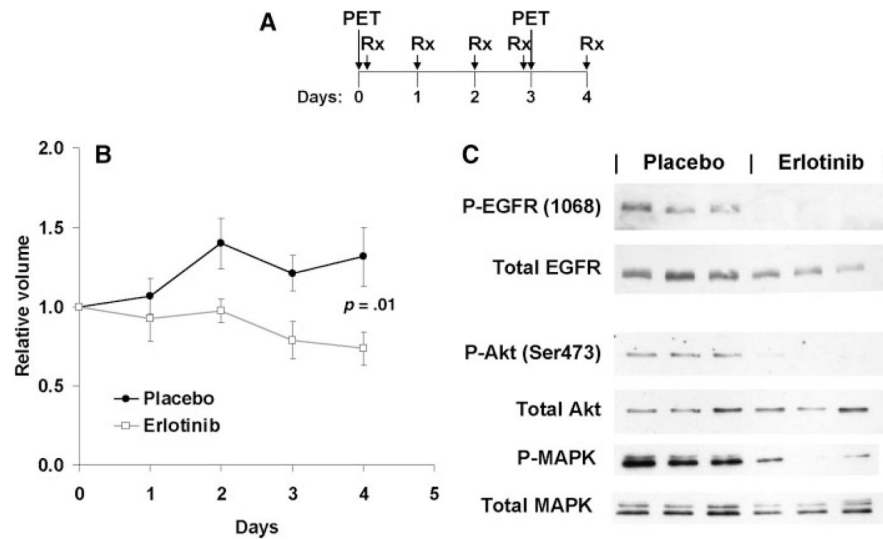 A
PET PET
Rx Rx Rx Rx Rx
Days: 0 1 2 3 4
B
Relative volume
2.0
1.5
1.0
0.5
0.0
p = .01
Placebo
Erlotinib
0 1 2 3 4 5
Days
C
| Placebo | Erlotinib |
P-EGFR (1068)
Total EGFR
P-Akt (Ser473)
Total Akt
P-MAPK
Total MAPK